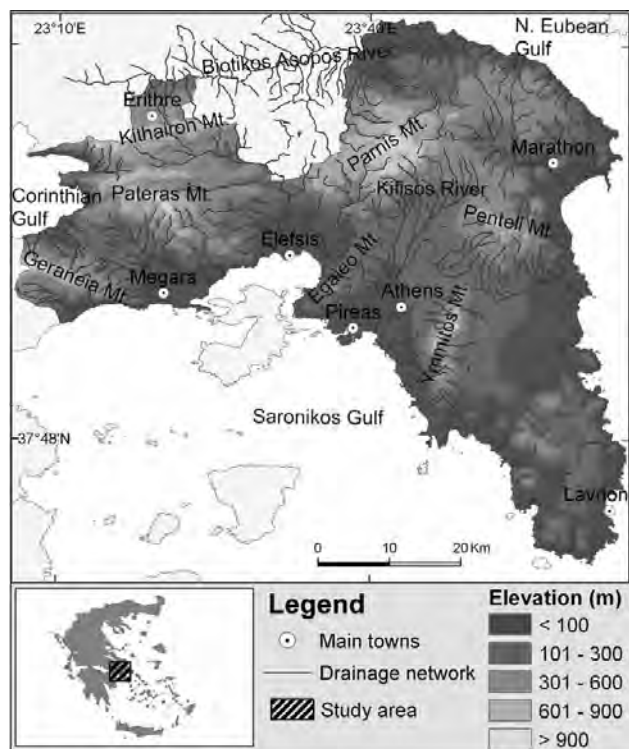 23°10' 23°40' N. Eubean
Gulf
Biotikos Asopos River
Erithre
Kithairon Mt.
Parnis Mt.
Marathon
Corinthian
Gulf
Pateras Mt.
Kifisos River
Penteli Mt.
Elefsis
Geraneia Mt.
Megara
Egaleo Mt.
Athens
Pireas
Ymmitos Mt.
Saronikos Gulf
37°48'N
Lavrion
0 10 20 Km
Legend
Main towns
Drainage network
Study area
Elevation (m)
< 100
101 - 300
301 - 600
601 - 900
> 900